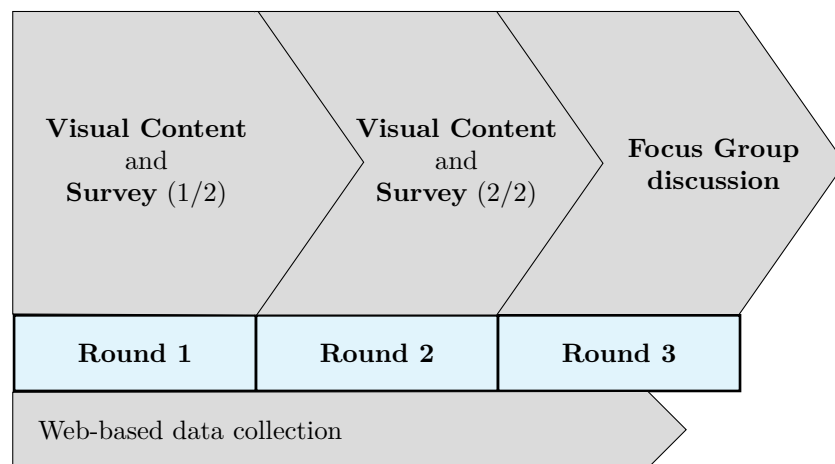 Visual Content
and
Survey (1/2)
Visual Content
and
Survey (2/2)
Focus Group
discussion
Round 1
Round 2
Round 3
Web-based data collection